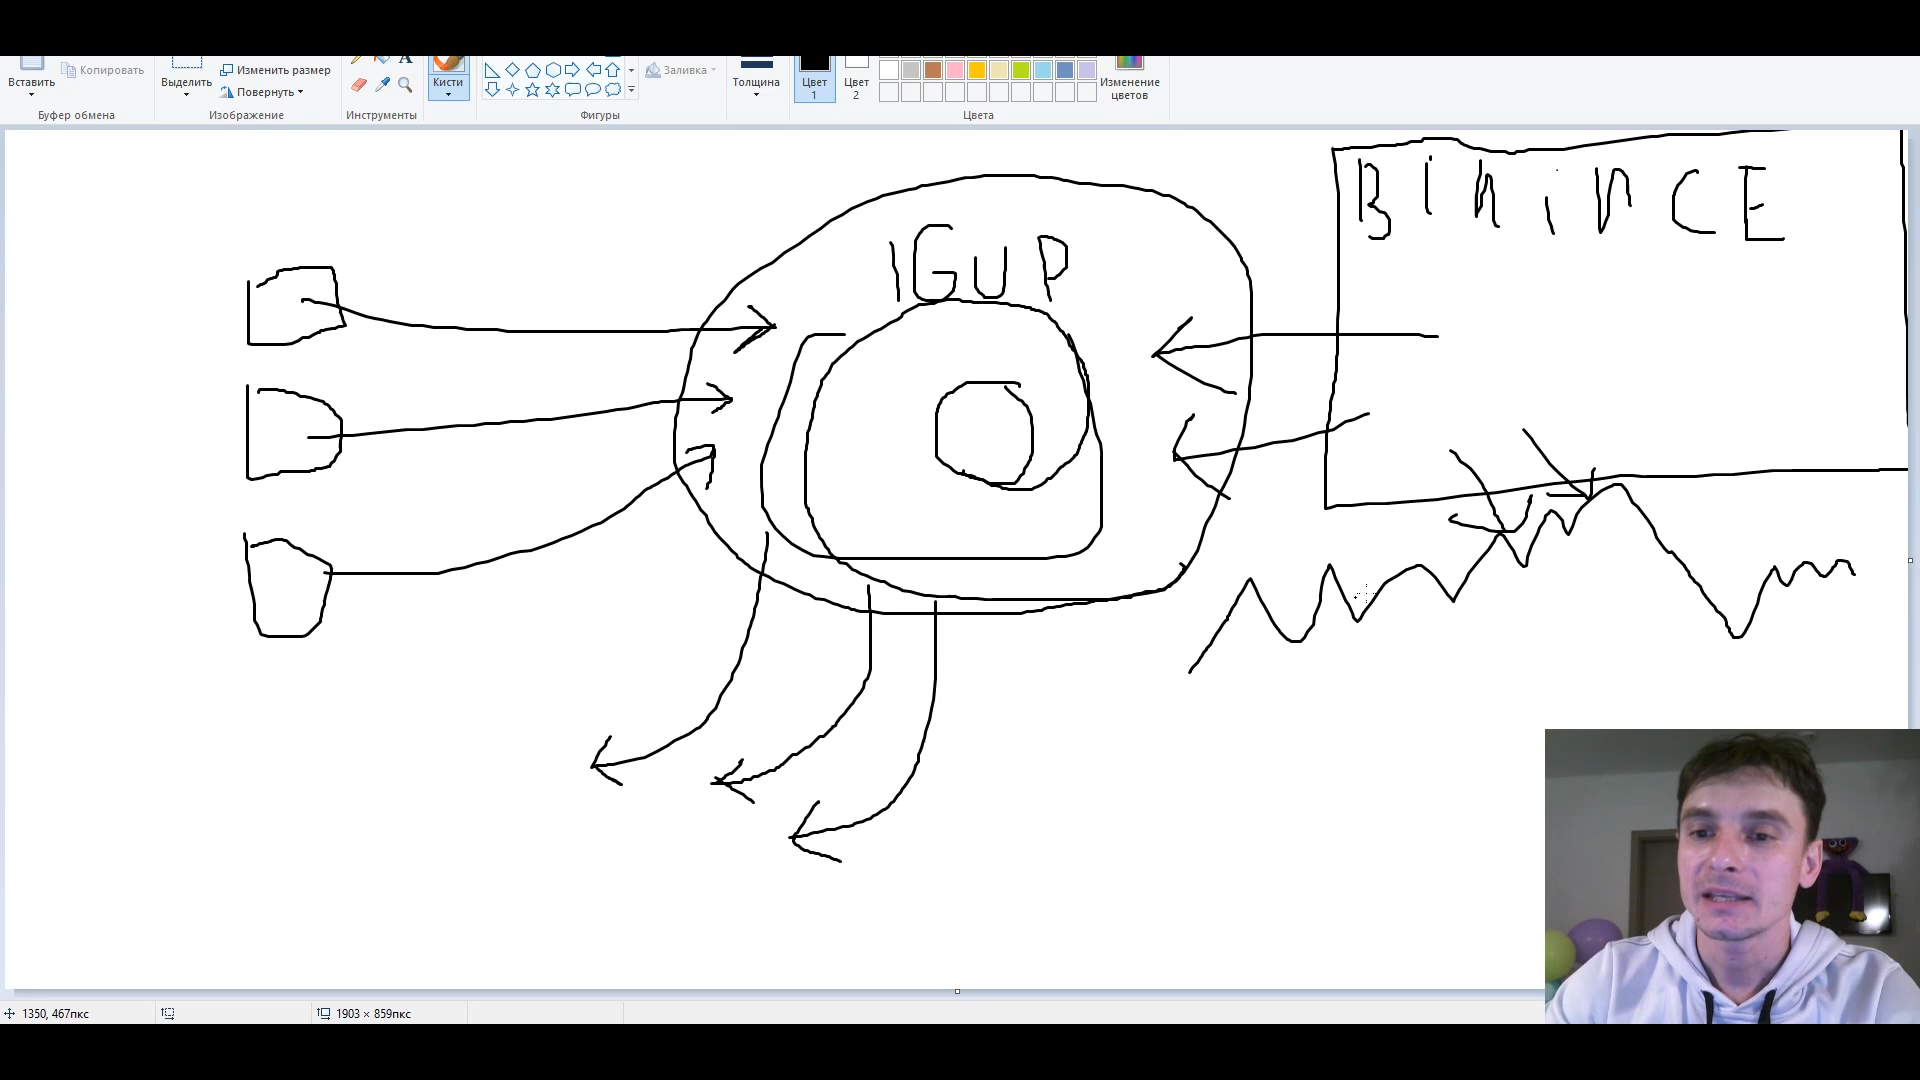 Вставить
Копировать
Буфер обмена
Выделить
Изменить размер
Повернуть
Изображение
A
Инструменты
Кисти
Заливка
Фигуры
Толщина
Цвет 1
Цвет 2
Изменение цветов
Цвета
IGUP
BINiNCE
1350, 467пкс
1903 × 859пкс